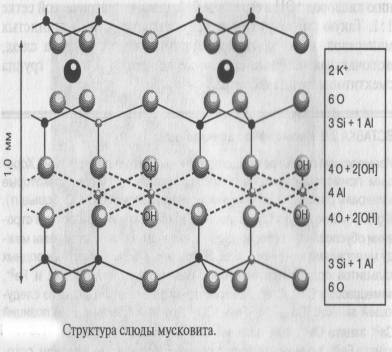 2 K⁺
6 O
3 Si + 1 Al
4 O + 2[OH]
4 Al
4 O + 2[OH]
3 Si + 1 Al
6 O
1,0 мм
OH OH
OH OH
Структура слюды мусковита.